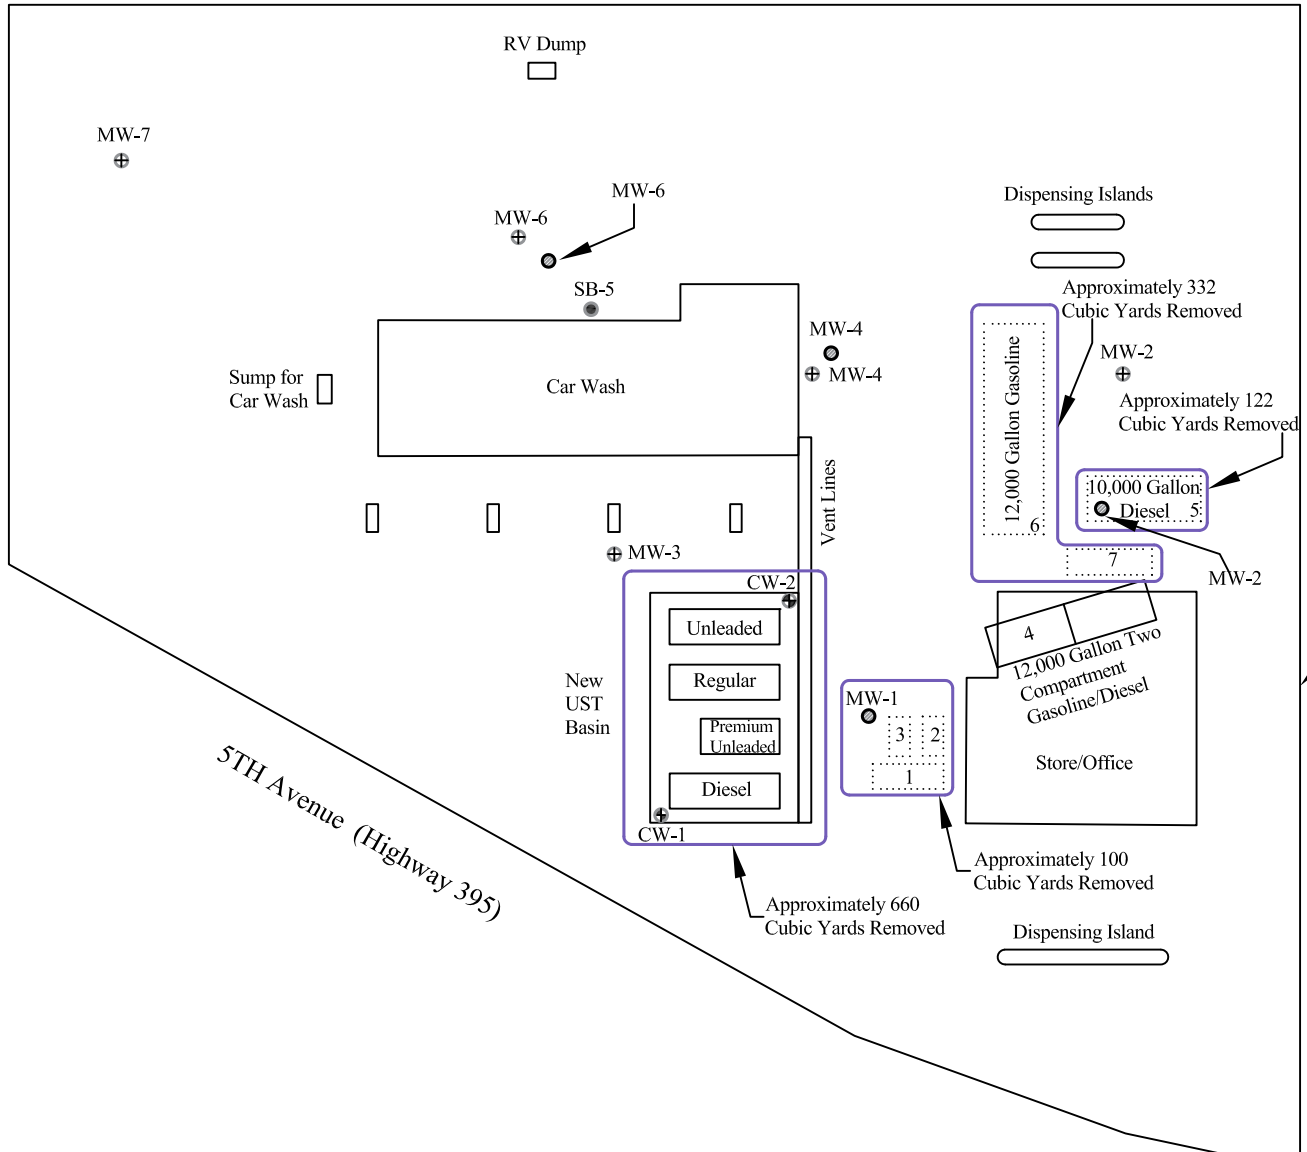 RV Dump
MW-7
MW-6
MW-6
Dispensing Islands
SB-5
Approximately 332
Cubic Yards Removed
MW-4
MW-4
MW-2
Sump for
Car Wash
Car Wash
Approximately 122
Cubic Yards Removed
12,000 Gallon Gasoline
6
10,000 Gallon
Diesel
5
Vent Lines
MW-3
7
MW-2
CW-2
Unleaded
4
12,000 Gallon Two
Compartment
Gasoline/Diesel
New
UST
Basin
Regular
MW-1
3
2
Premium
Unleaded
1
Store/Office
Diesel
CW-1
5TH Avenue (Highway 395)
Approximately 100
Cubic Yards Removed
Approximately 660
Cubic Yards Removed
Dispensing Island